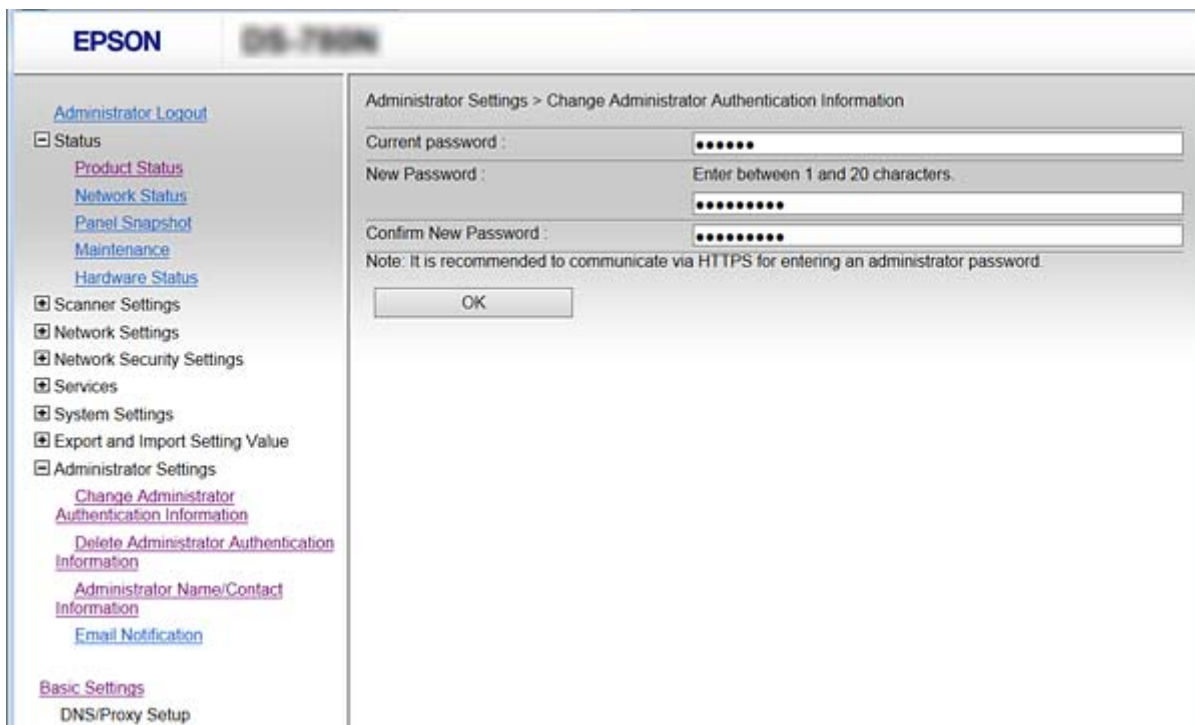 EPSON
Administrator Logout
Status
Product Status
Network Status
Panel Snapshot
Maintenance
Hardware Status
Scanner Settings
Network Settings
Network Security Settings
Services
System Settings
Export and Import Setting Value
Administrator Settings
Change Administrator
Authentication Information
Delete Administrator Authentication
Information
Administrator Name/Contact
Information
Email Notification
Basic Settings
DNS/Proxy Setup
Administrator Settings > Change Administrator Authentication Information
Current password :
••••••
New Password :
Enter between 1 and 20 characters.
•••••••••
Confirm New Password :
•••••••••
Note: It is recommended to communicate via HTTPS for entering an administrator password.
OK